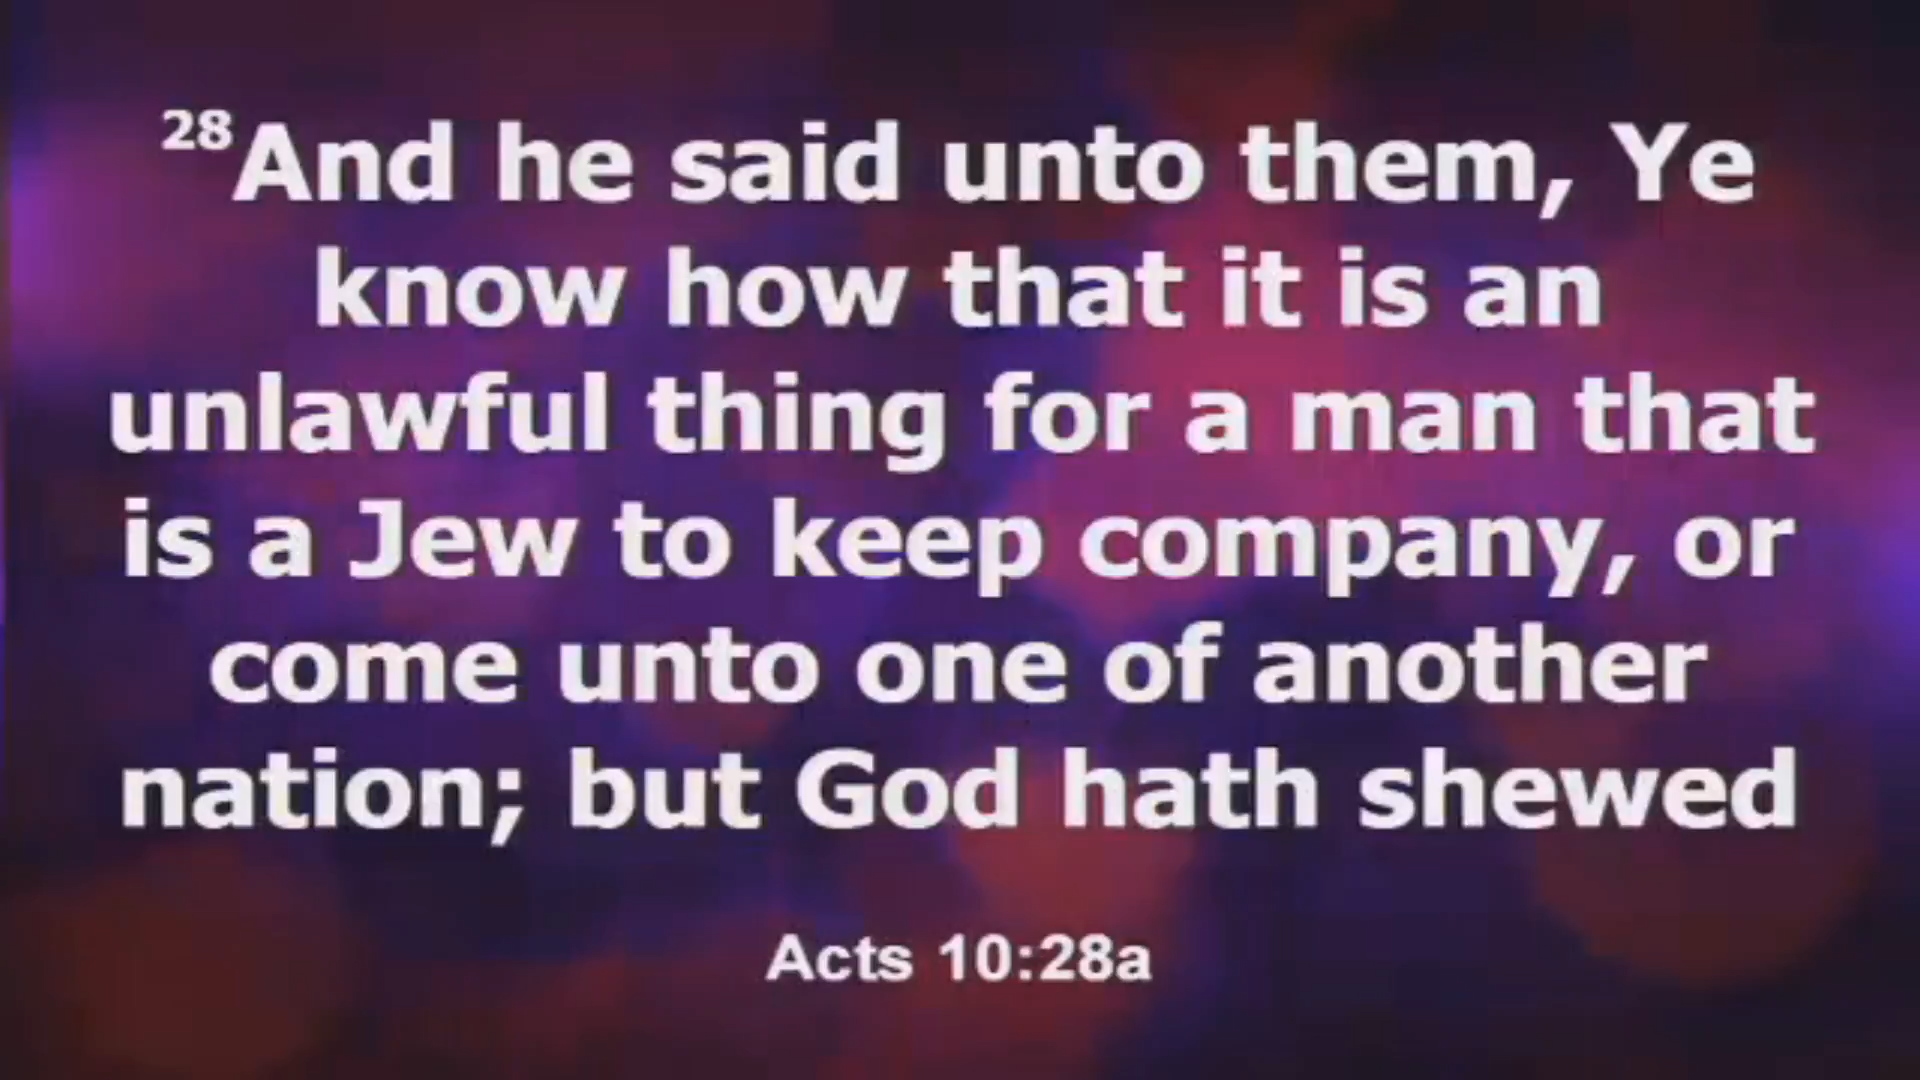 28And he said unto them, Ye
know how that it is an
unlawful thing for a man that
is a Jew to keep company, or
come unto one of another
nation; but God hath shewed
Acts 10:28a